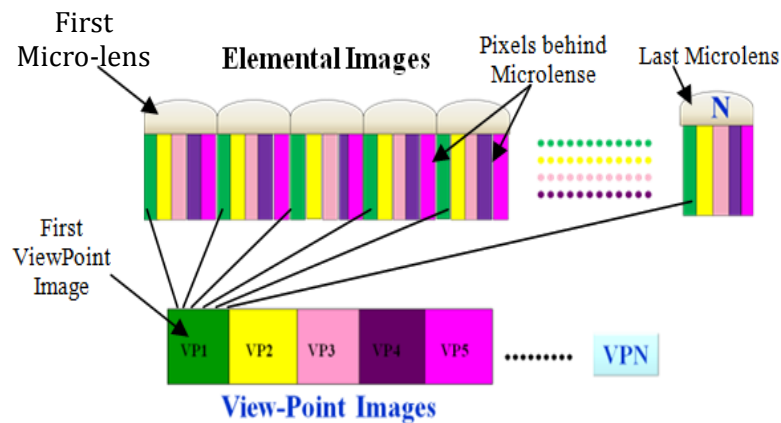 First
Micro-lens
Elemental Images
Pixels behind
Microlense
Last Microlens
N
First
ViewPoint
Image
VP1 VP2 VP3 VP4 VP5 VPN
View-Point Images